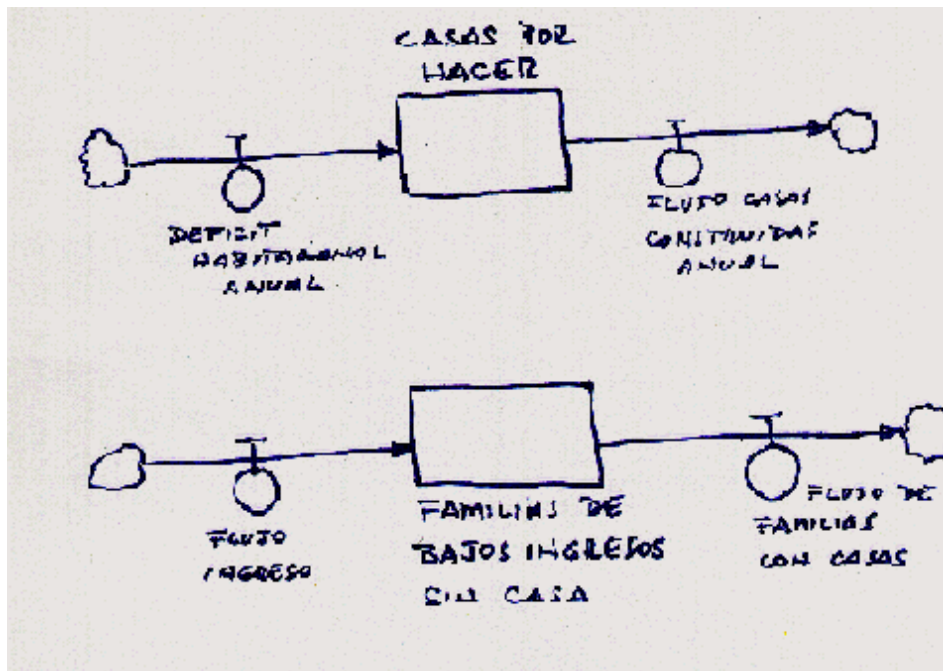 CASAS POR
HACER
DEFICIT
HABITACIONAL
ANUAL
FLUJO CASAS
CONSTRUIDAS
ANUAL
FLUJO
INGRESO
FAMILIAS DE
BAJOS INGRESOS
SIN CASA
FLUJO DE
FAMILIAS
CON CASAS